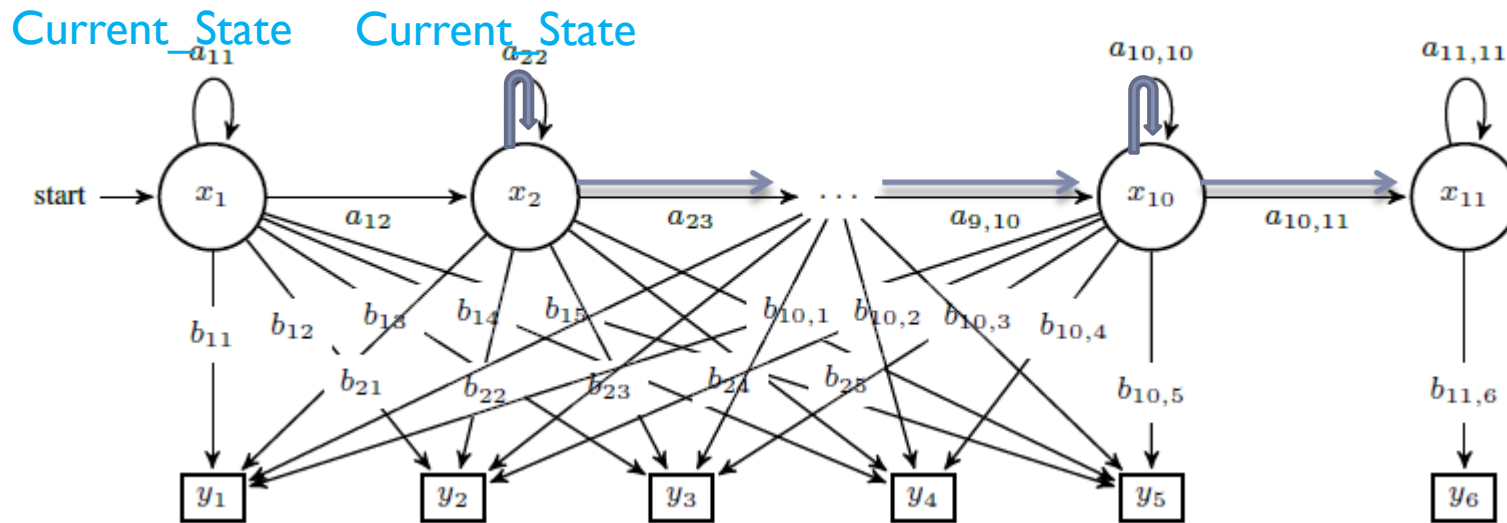 Current_State Current_State
a11 a22 a10,10 a11,11
start x1 x2 ... x10 x11
a12 a23 a9,10 a10,11
b11 b12 b13 b14 b15 b10,1 b10,2 b10,3 b10,4
b21 b22 b23 b24 b25 b10,5 b11,6
y1 y2 y3 y4 y5 y6